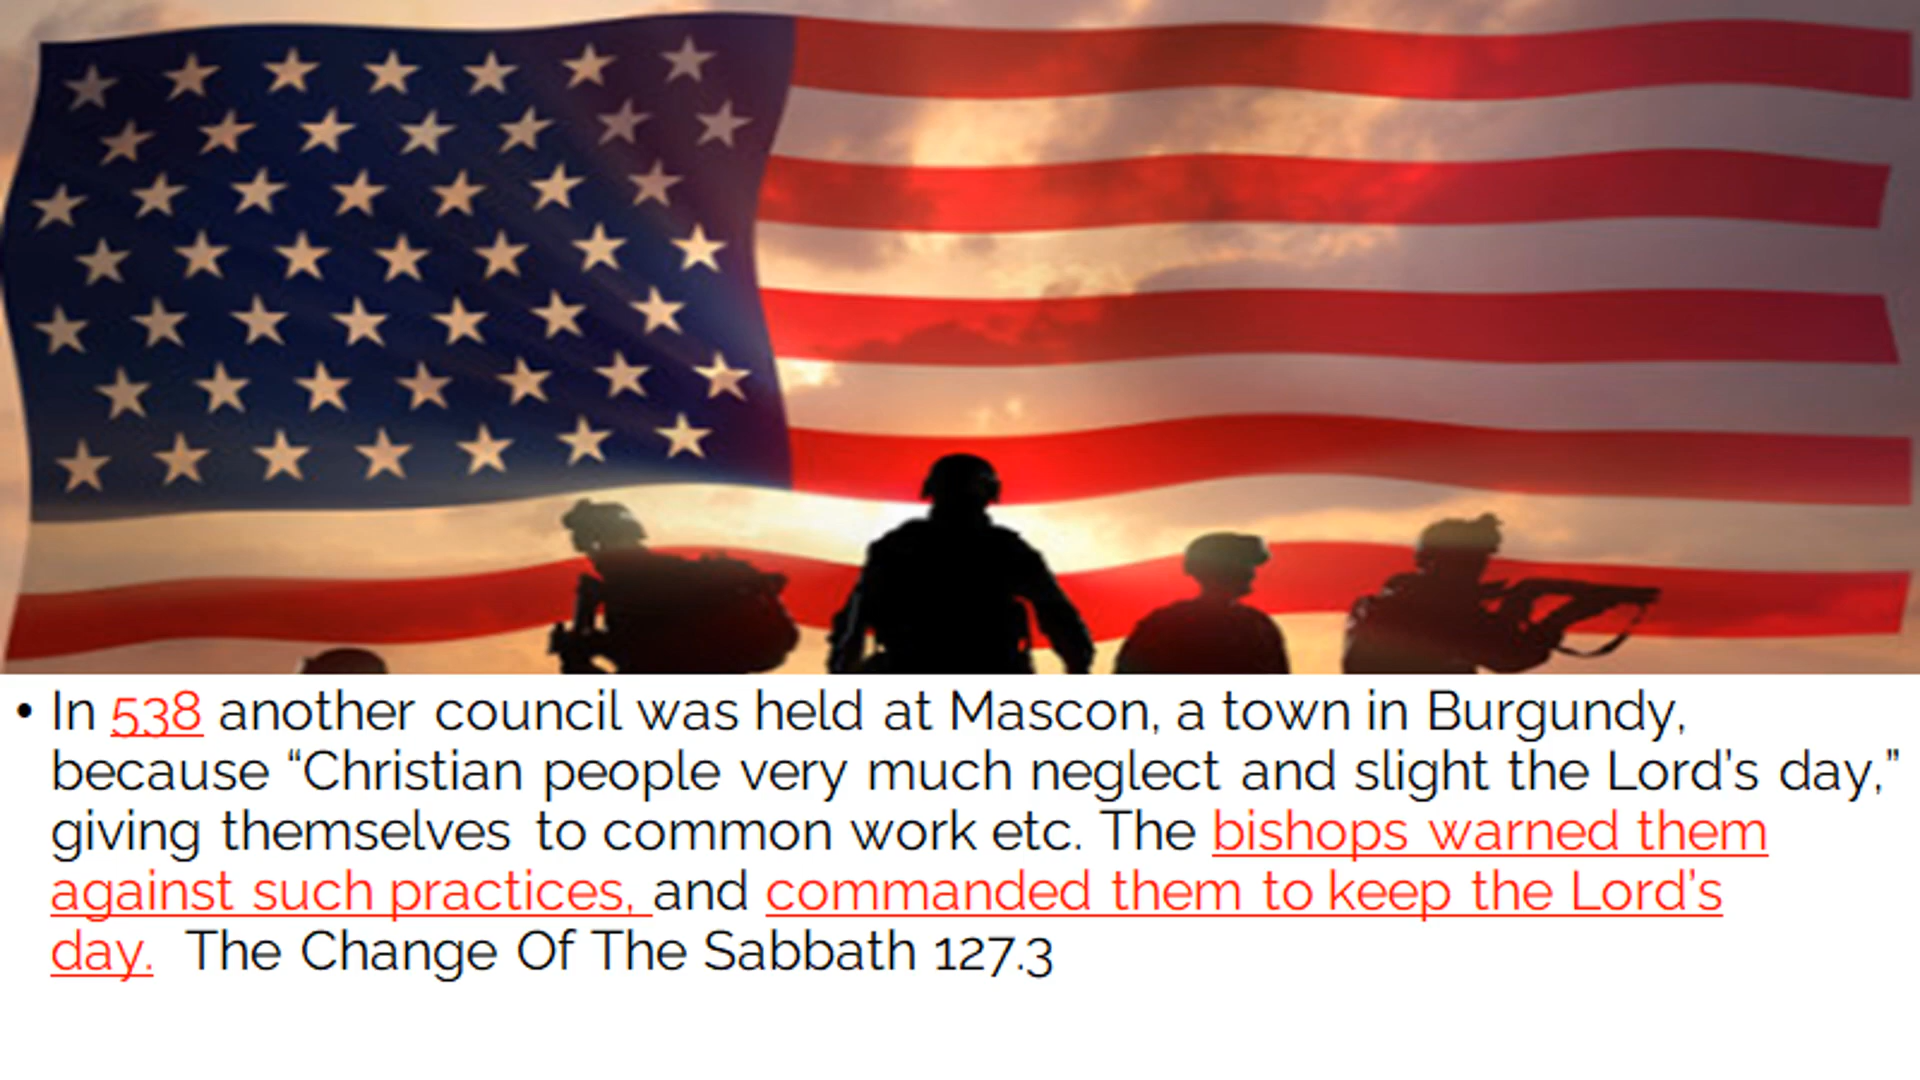 • In 538 another council was held at Mascon, a town in Burgundy,
because “Christian people very much neglect and slight the Lord’s day,”
giving themselves to common work etc. The bishops warned them
against such practices, and commanded them to keep the Lord’s
day. The Change Of The Sabbath 127.3